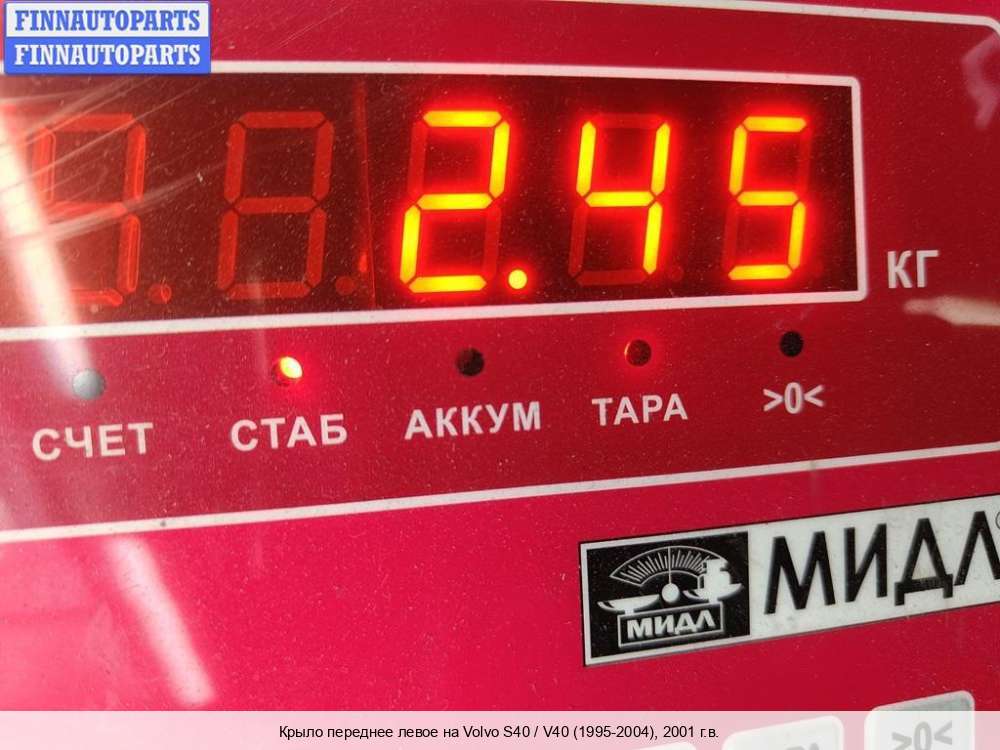 FINNAUTOPARTS
FINNAUTOPARTS
2.45
КГ
СЧЕТ СТАБ АККУМ ТАРА >0<
МИДЛ
МИДЛ
>0<
Крыло переднее левое на Volvo S40 / V40 (1995-2004), 2001 г.в.